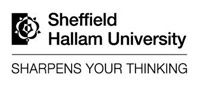 Sheffield
Hallam University
SHARPENS YOUR THINKING